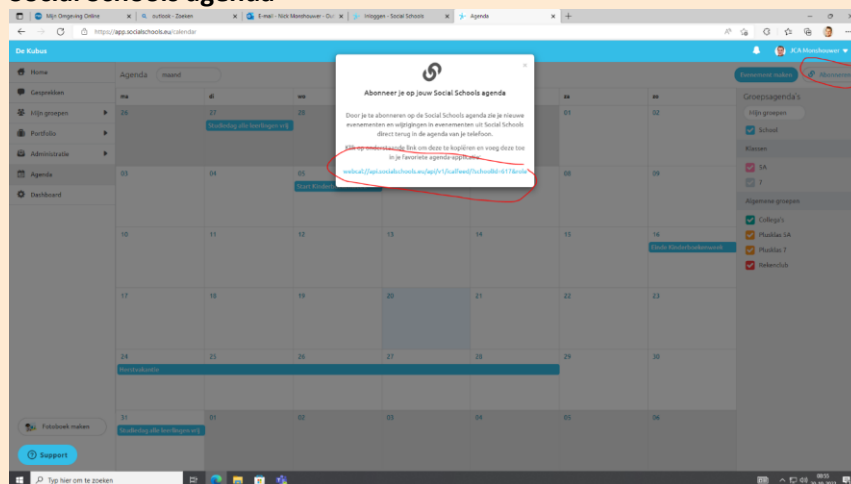 Social Schools agenda
Mijn Omgeving Online
outlook - Zoeken
E-mail - Nick Monshouwer - Out
Inloggen - Social Schools
Agenda
https://app.socialschools.eu/calendar
De Kubus
JCA Monshouwer
Home
Gesprekken
Mijn groepen
Portfolio
Administratie
Agenda
Dashboard
Fotoboek maken
Support
Agenda
maand
Evenement maken
Abonneren
ma
di
wo
za
zo
26
27
28
01
02
Studiedag alle leerlingen vrij
Abonneer je op jouw Social Schools agenda
Door je te abonneren op de Social Schools agenda zie je nieuwe
evenementen en wijzigingen in evenementen uit Social Schools
direct terug in de agenda van je telefoon.
Klik op onderstaande link om deze te kopiëren en voeg deze toe
in je favoriete agenda-applicatie.
03
04
05
08
09
10
11
12
13
14
15
16
17
18
19
20
21
22
23
24
25
26
27
28
29
30
Herfstvakantie
31
01
02
03
04
05
06
Studiedag alle leerlingen vrij
Groepsagenda's
Mijn groepen
School
Klassen
5A
7
Algemene groepen
Collega's
Plusklas 5A
Plusklas 7
Rekenclub
Typ hier om te zoeken